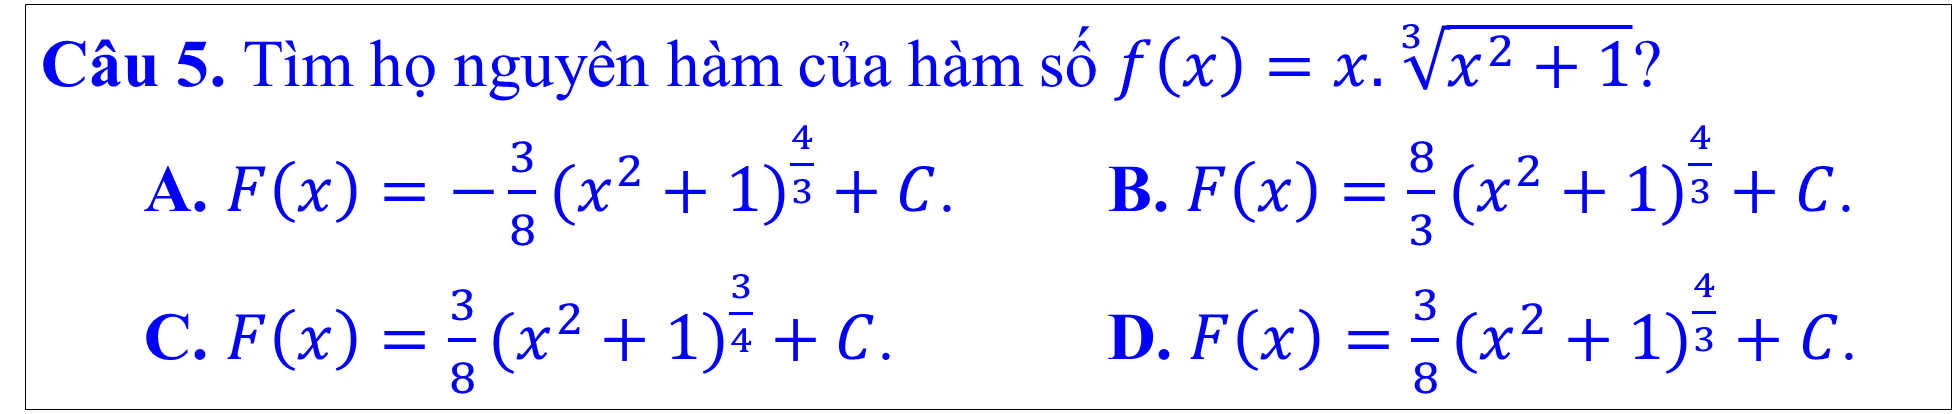 Câu 5. Tìm họ nguyên hàm của hàm số f(x) = x. ∛(x² + 1)?
A. F(x) = −3/8 (x² + 1)^(4/3) + C. B. F(x) = 8/3 (x² + 1)^(4/3) + C.
C. F(x) = 3/8 (x² + 1)^(3/4) + C. D. F(x) = 3/8 (x² + 1)^(4/3) + C.